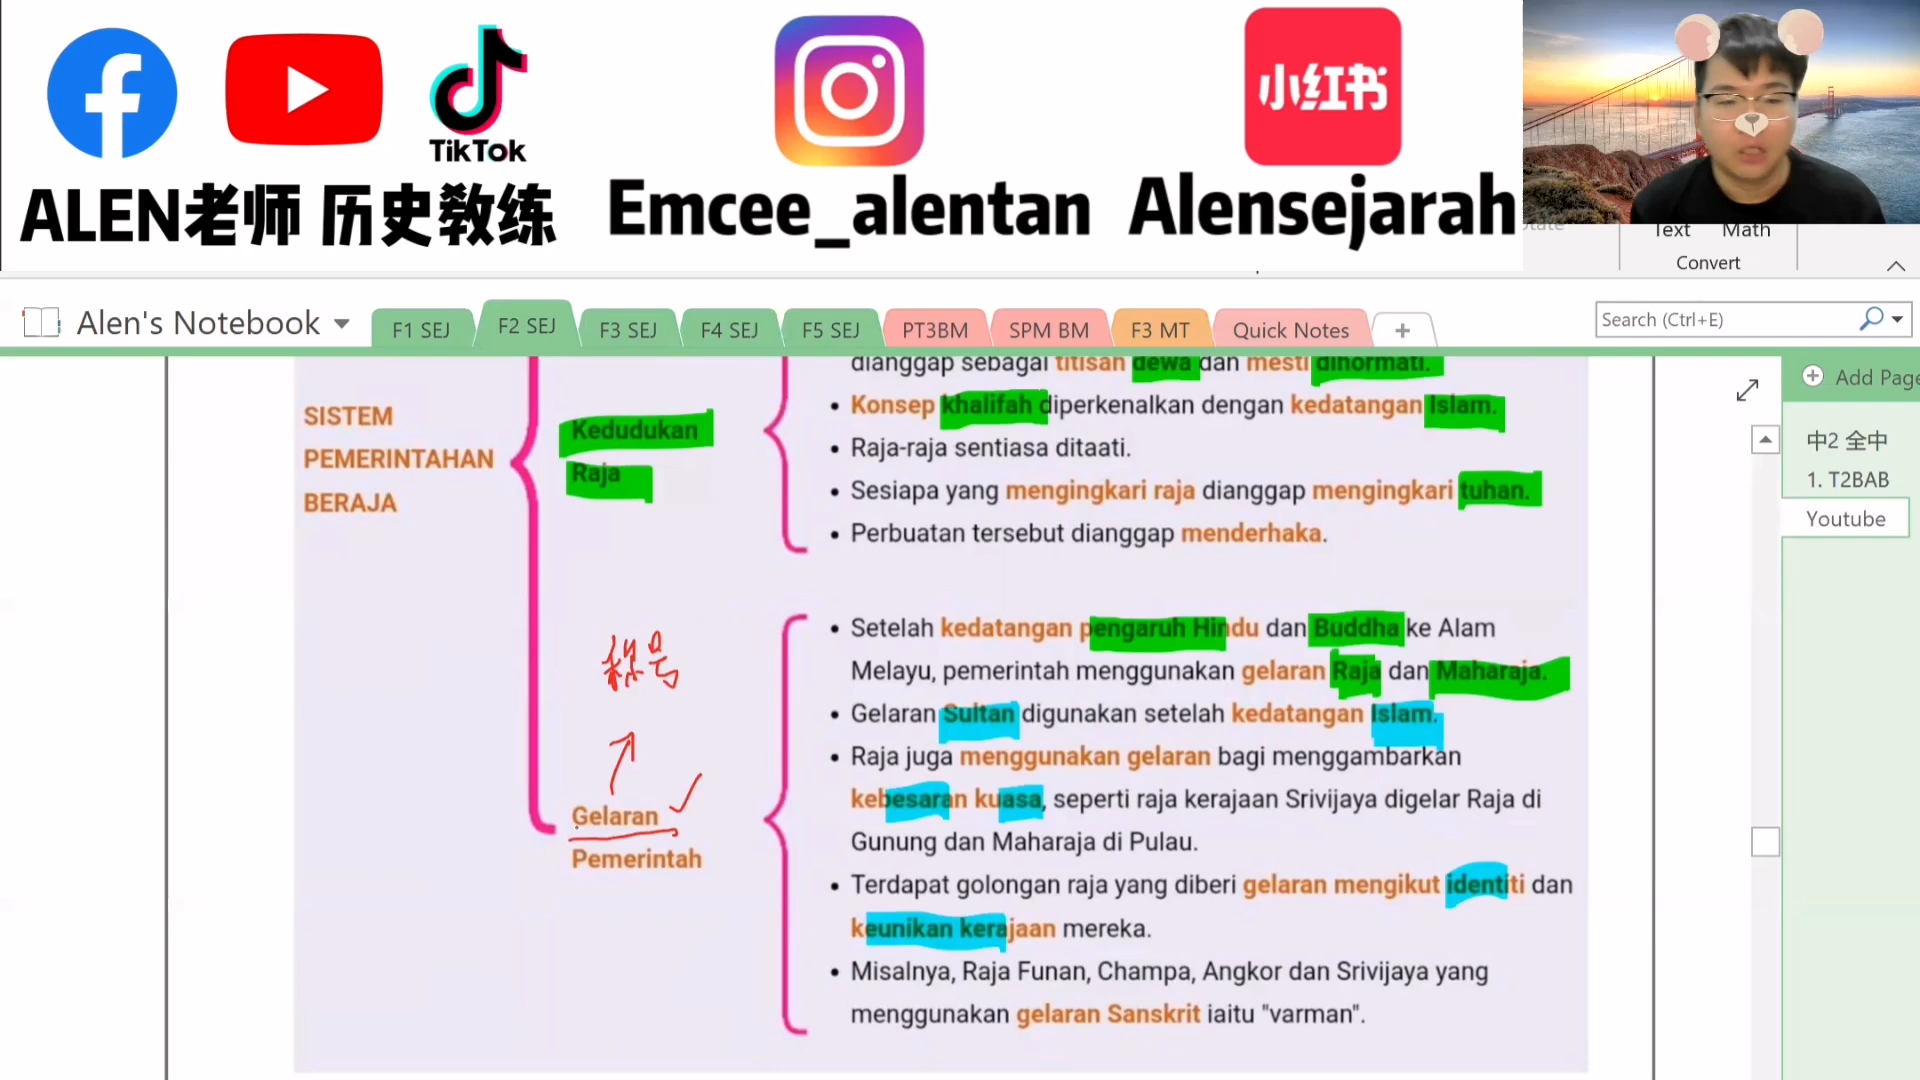 小红书
TikTok
ALEN老师 历史教练
Emcee_alentan
Alensejarah
Text Math
Convert
Alen's Notebook
F1 SEJ
F2 SEJ
F3 SEJ
F4 SEJ
F5 SEJ
PT3BM
SPM BM
F3 MT
Quick Notes
+
Search (Ctrl+E)
Add Page
中2 全中
1. T2BAB
Youtube
SISTEM
PEMERINTAHAN
BERAJA
Kedudukan
Raja
dianggap sebagai titisan dewa dan mesti dihormati.
• Konsep khalifah diperkenalkan dengan kedatangan Islam.
• Raja-raja sentiasa ditaati.
• Sesiapa yang mengingkari raja dianggap mengingkari tuhan.
• Perbuatan tersebut dianggap menderhaka.
称号
Gelaran
Pemerintah
• Setelah kedatangan pengaruh Hindu dan Buddha ke Alam
Melayu, pemerintah menggunakan gelaran Raja dan Maharaja.
• Gelaran Sultan digunakan setelah kedatangan Islam.
• Raja juga menggunakan gelaran bagi menggambarkan
kebesaran kuasa, seperti raja kerajaan Srivijaya digelar Raja di
Gunung dan Maharaja di Pulau.
• Terdapat golongan raja yang diberi gelaran mengikut identiti dan
keunikan kerajaan mereka.
• Misalnya, Raja Funan, Champa, Angkor dan Srivijaya yang
menggunakan gelaran Sanskrit iaitu "varman".